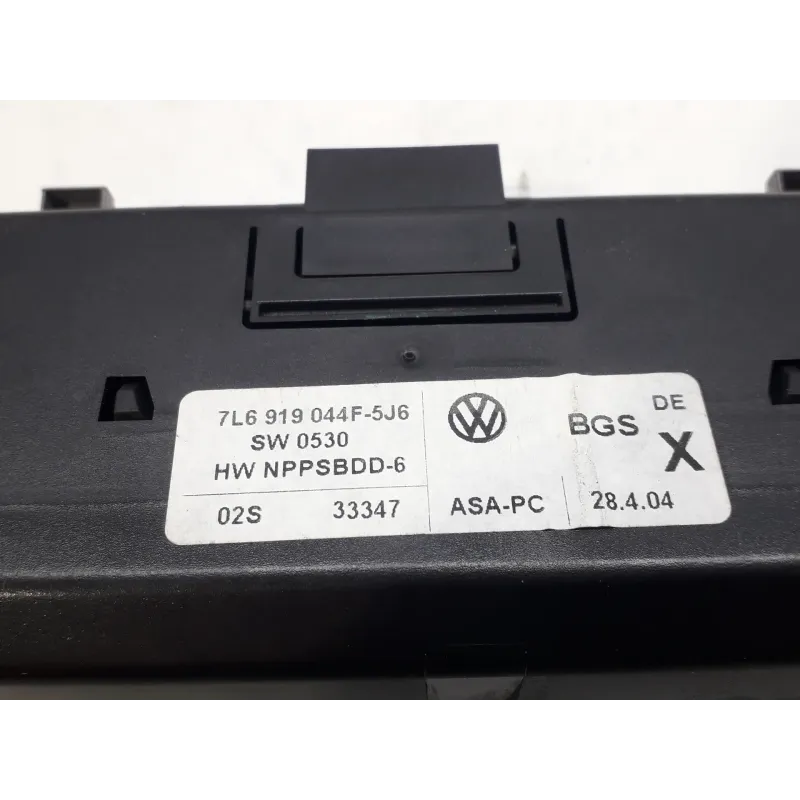 7L6 919 044F-5J6
SW 0530
HW NPPSBDD-6
02S 33347
ASA-PC
BGS
DE
X
28.4.04